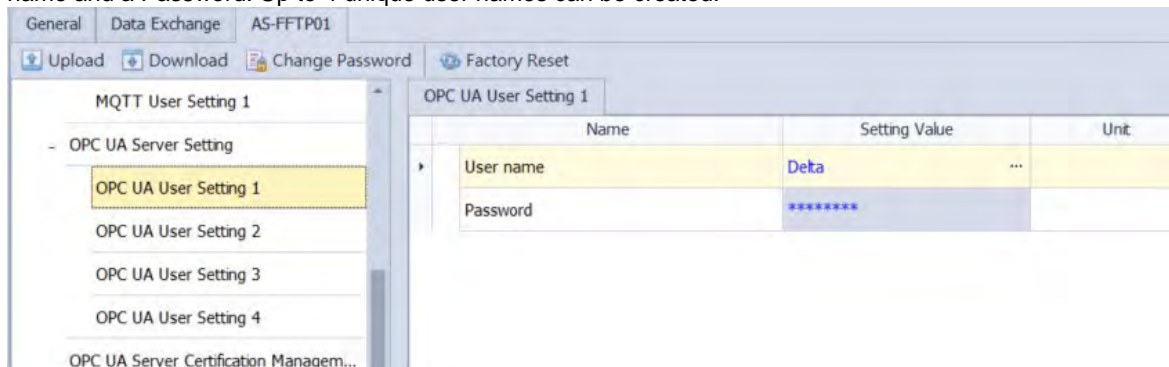 name and a Password. Up to 4 unique user names can be created.
General Data Exchange AS-FFTP01
Upload Download Change Password Factory Reset
MQTT User Setting 1
- OPC UA Server Setting
OPC UA User Setting 1
OPC UA User Setting 2
OPC UA User Setting 3
OPC UA User Setting 4
OPC UA Server Certification Managem...
OPC UA User Setting 1
Name Setting Value Unit
User name Delta ...
Password ********